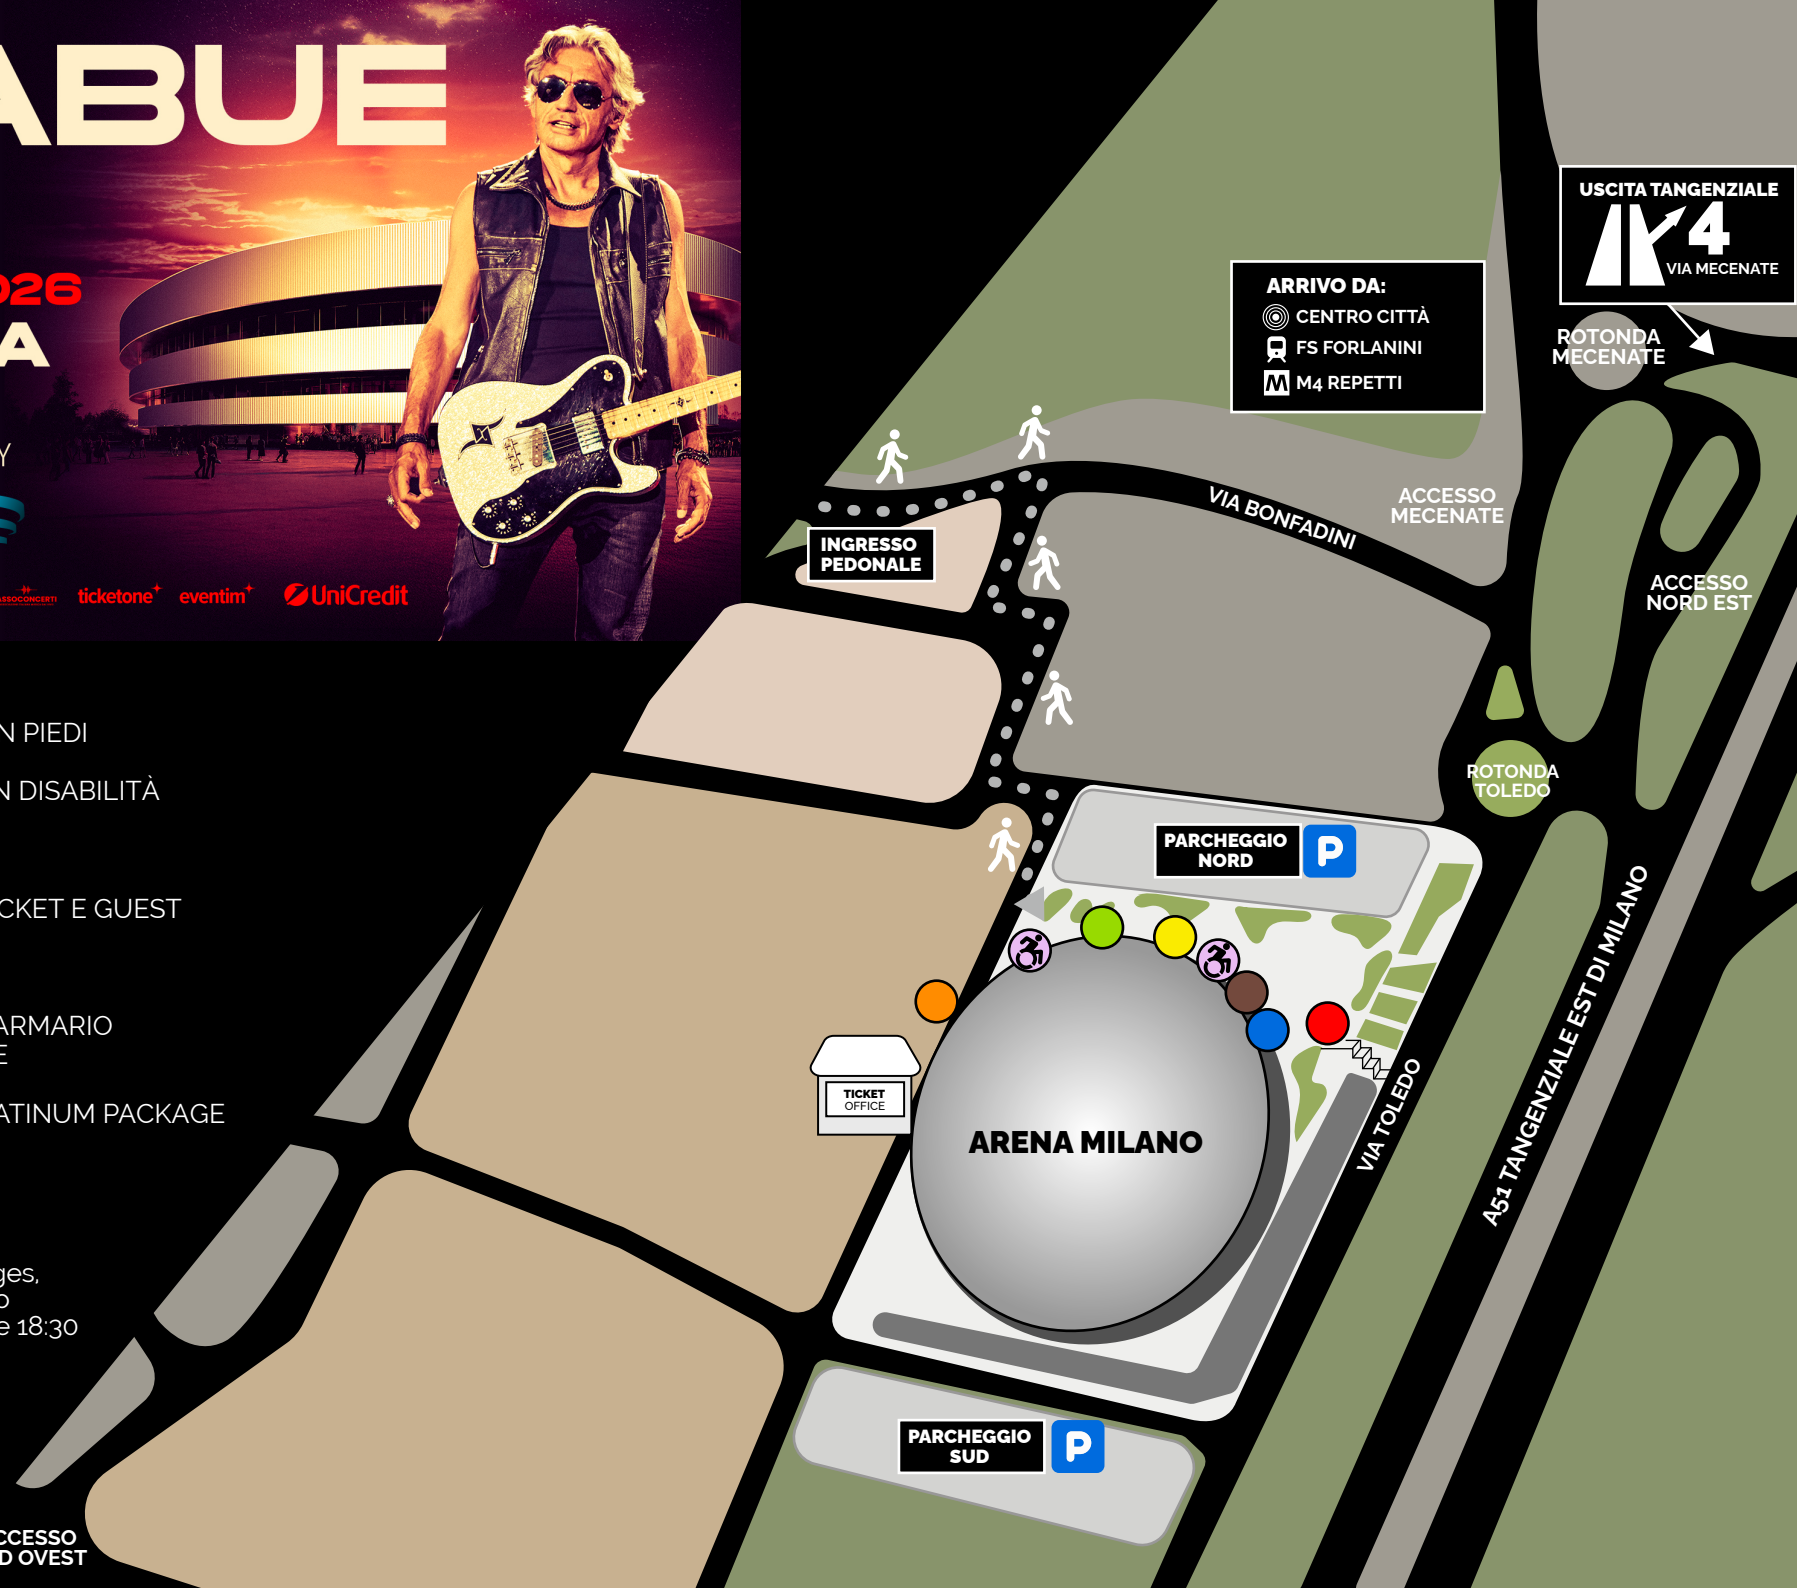 ABUE
026
A
Y
ASSOCONCERTI
ticketone
eventim
UniCredit
N PIEDI
N DISABILITÀ
CKET E GUEST
ARMARIO
E
ATINUM PACKAGE
ges,
o
e 18:30
CCESSO
D OVEST
USCITA TANGENZIALE
4
VIA MECENATE
ARRIVO DA:
CENTRO CITTÀ
FS FORLANINI
M M4 REPETTI
ROTONDA
MECENATE
ACCESSO
MECENATE
VIA BONFADINI
INGRESSO
PEDONALE
ACCESSO
NORD EST
ROTONDA
TOLEDO
PARCHEGGIO
NORD
P
TICKET
OFFICE
ARENA MILANO
VIA TOLEDO
A51 TANGENZIALE EST DI MILANO
PARCHEGGIO
SUD
P